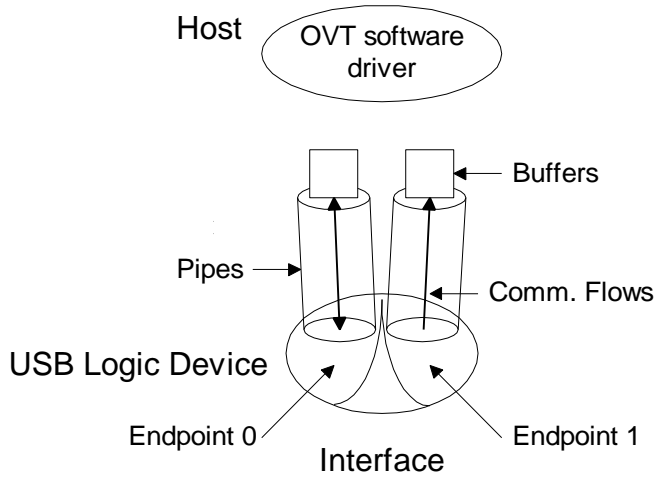 Host
OVT software
driver
Buffers
Pipes
Comm. Flows
USB Logic Device
Endpoint 0
Endpoint 1
Interface